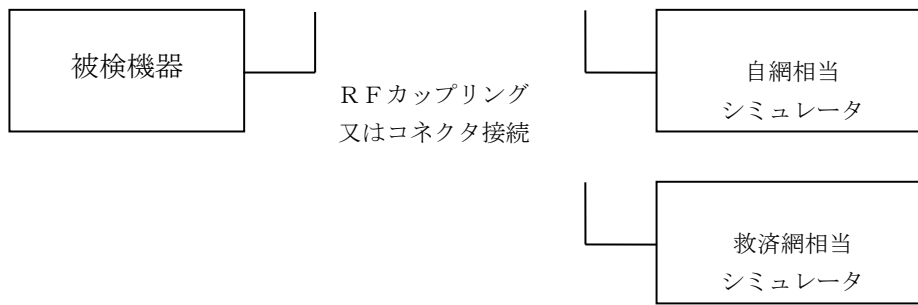 被検機器
ＲＦカップリング
又はコネクタ接続
自網相当
シミュレータ
救済網相当
シミュレータ